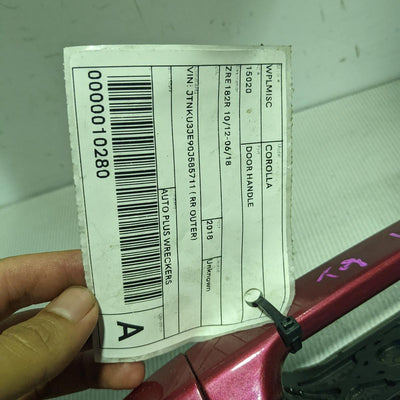 WPLMISC COROLLA
15020 DOOR HANDLE
ZRE182R 10/12-06/18
2018 Unknown
VIN: JTNKU3JE90J585711 ( RR OUTER)
AUTO PLUS WRECKERS
0000010280
A